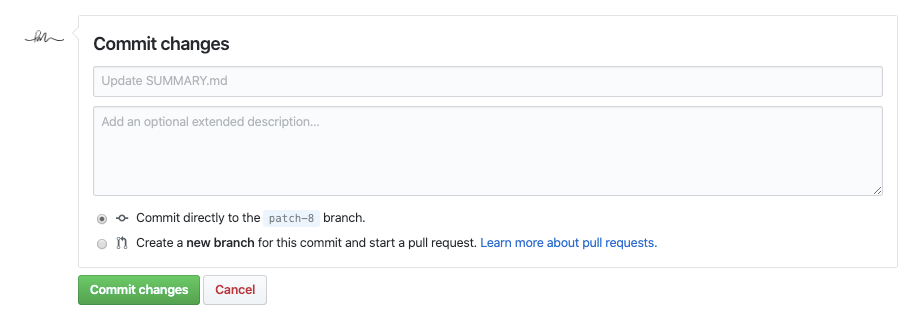 Commit changes
Update SUMMARY.md
Add an optional extended description...
Commit directly to the patch-8 branch.
Create a new branch for this commit and start a pull request. Learn more about pull requests.
Commit changes Cancel